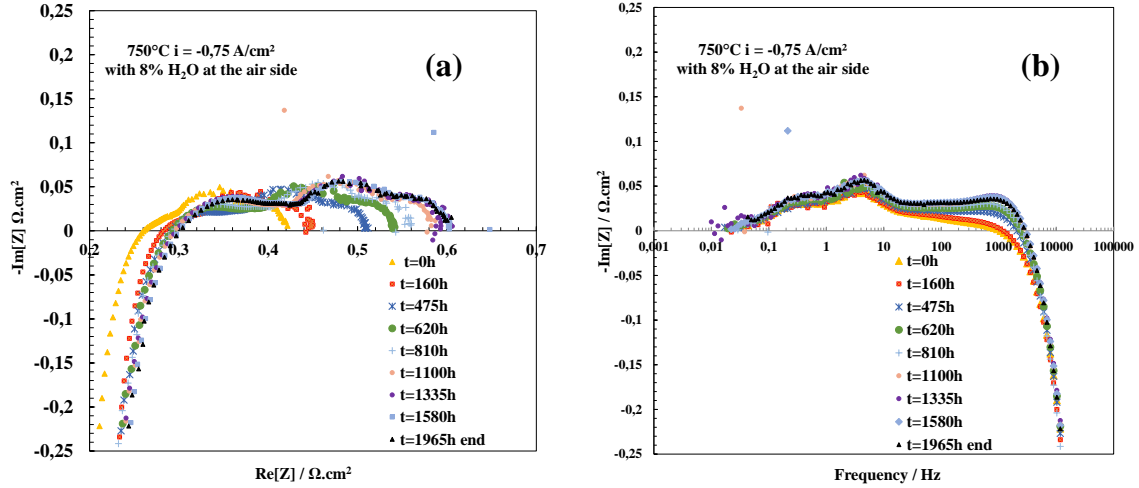 750°C i = -0,75 A/cm²
with 8% H₂O at the air side
(a)
-Im[Z] Ω.cm²
0,25
0,2
0,15
0,1
0,05
0
-0,05
-0,1
-0,15
-0,2
-0,25
0,2 0,3 0,4 0,5 0,6 0,7
Re[Z] / Ω.cm²
t=0h
t=160h
t=475h
t=620h
t=810h
t=1100h
t=1335h
t=1580h
t=1965h end
750°C i = -0,75 A/cm²
with 8% H₂O at the air side
(b)
-Im[Z] / Ω.cm²
0,25
0,2
0,15
0,1
0,05
0
-0,05
-0,1
-0,15
-0,2
-0,25
0,001 0,01 0,1 1 10 100 1000 10000 100000
Frequency / Hz
t=0h
t=160h
t=475h
t=620h
t=810h
t=1100h
t=1335h
t=1580h
t=1965h end